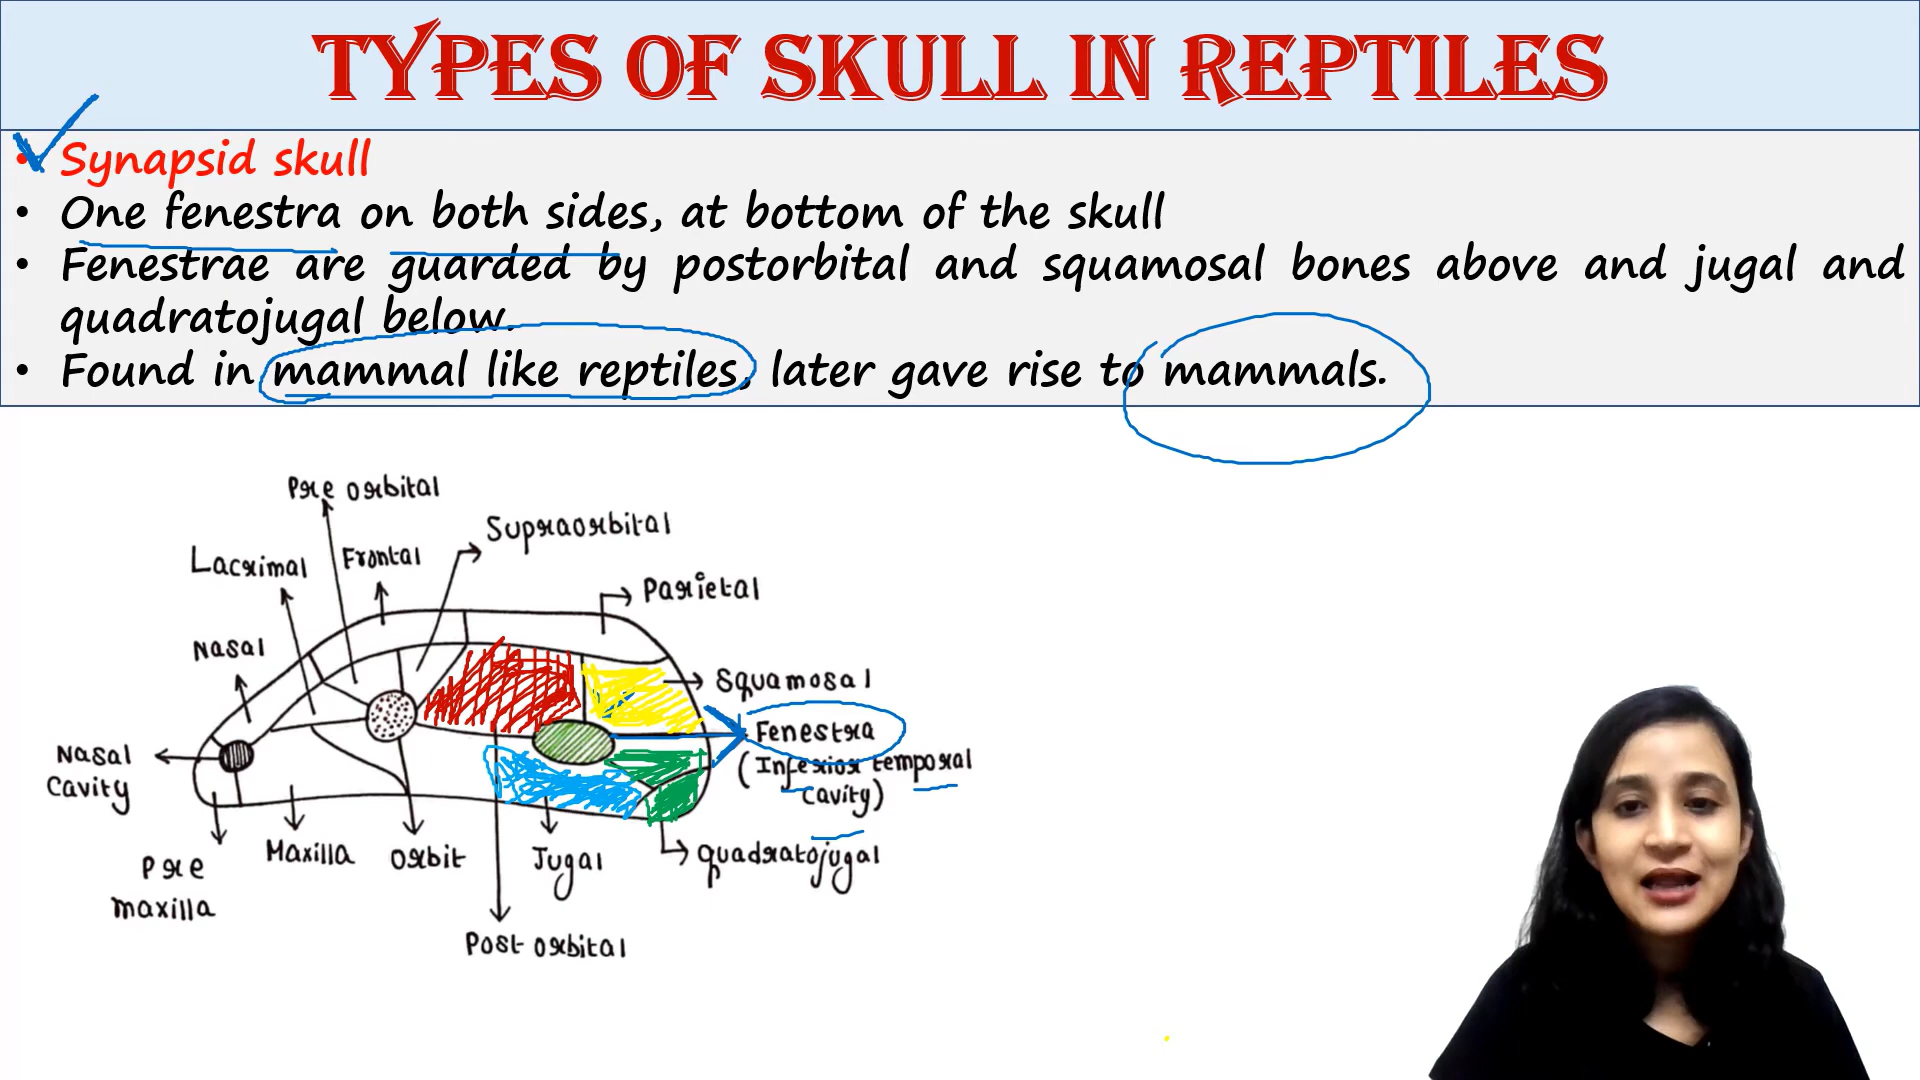 TYPES OF SKULL IN REPTILES
• Synapsid skull
• One fenestra on both sides, at bottom of the skull
• Fenestrae are guarded by postorbital and squamosal bones above and jugal and
quadratojugal below.
• Found in mammal like reptiles, later gave rise to mammals.
Pre orbital
Supraorbital
Lacrimal
Frontal
Parietal
Nasal
Squamosal
Fenestra
(Inferior temporal
cavity)
Nasal
cavity
Pre
maxilla
Maxilla
Orbit
Jugal
quadratojugal
Post orbital